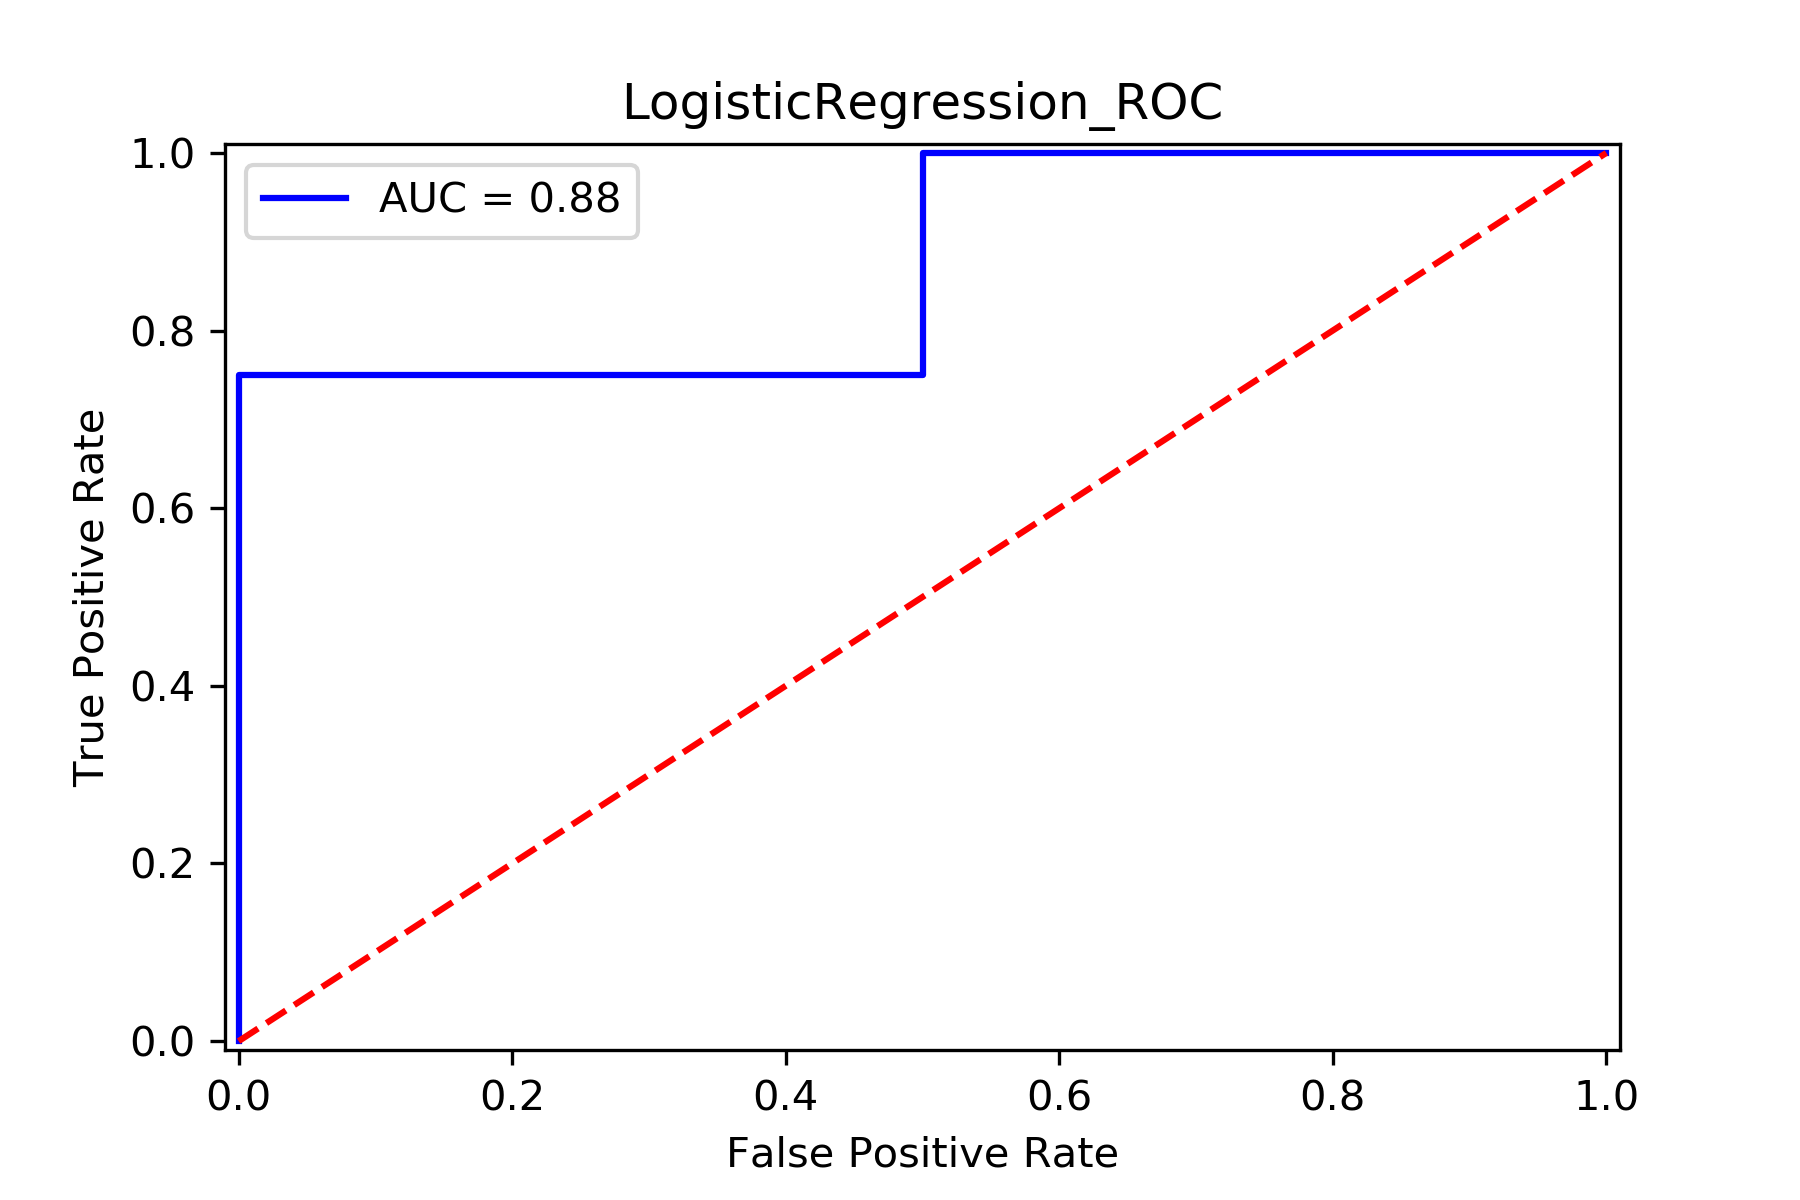 LogisticRegression_ROC
AUC = 0.88
1.0
0.8
0.6
0.4
0.2
0.0
True Positive Rate
0.0 0.2 0.4 0.6 0.8 1.0
False Positive Rate